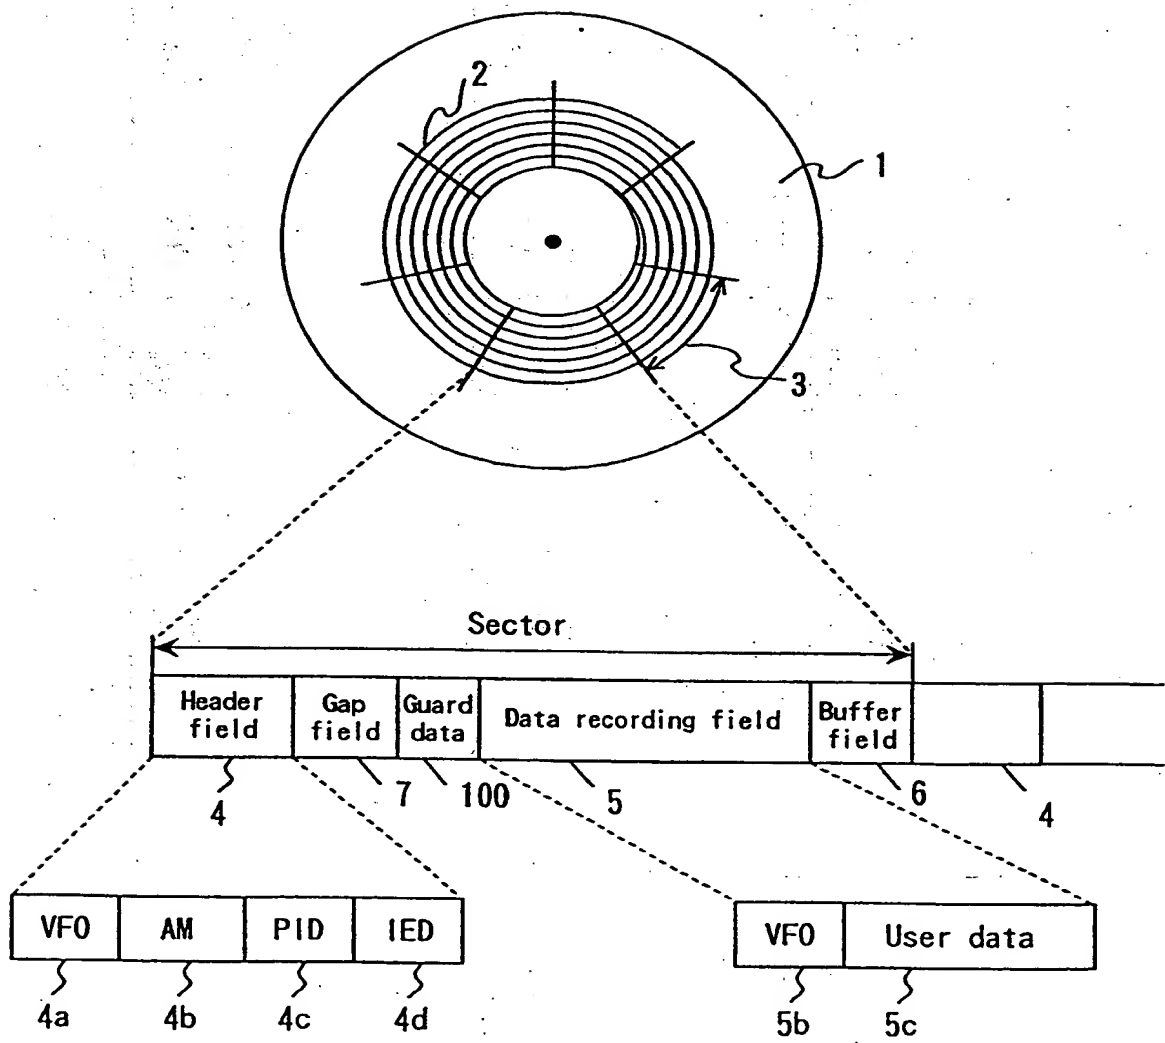 2
1
3
Sector
Header field
Gap field
Guard data
Data recording field
Buffer field
4
7
100
5
6
4
VFO
AM
PID
IED
VFO
User data
4a
4b
4c
4d
5b
5c